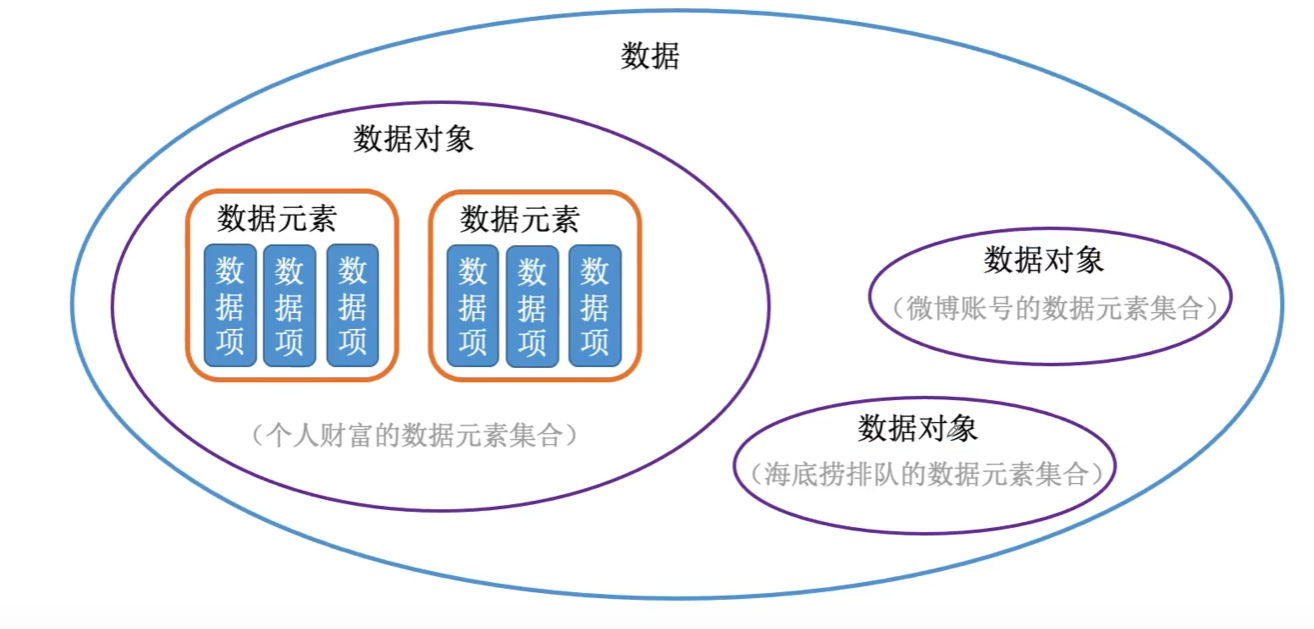 数据
数据对象
数据元素
数据项
数据项
数据项
数据元素
数据项
数据项
数据项
（个人财富的数据元素集合）
数据对象
（微博账号的数据元素集合）
数据对象
（海底捞排队的数据元素集合）